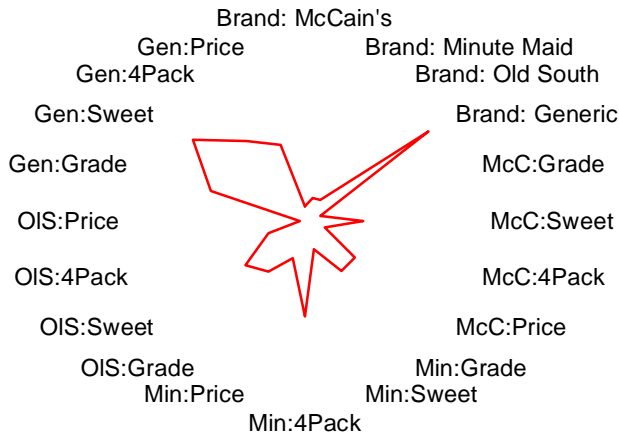 Brand: McCain's
Gen:Price
Brand: Minute Maid
Gen:4Pack
Brand: Old South
Gen:Sweet
Brand: Generic
Gen:Grade
McC:Grade
OlS:Price
McC:Sweet
OlS:4Pack
McC:4Pack
OlS:Sweet
McC:Price
OlS:Grade
Min:Grade
Min:Price
Min:Sweet
Min:4Pack